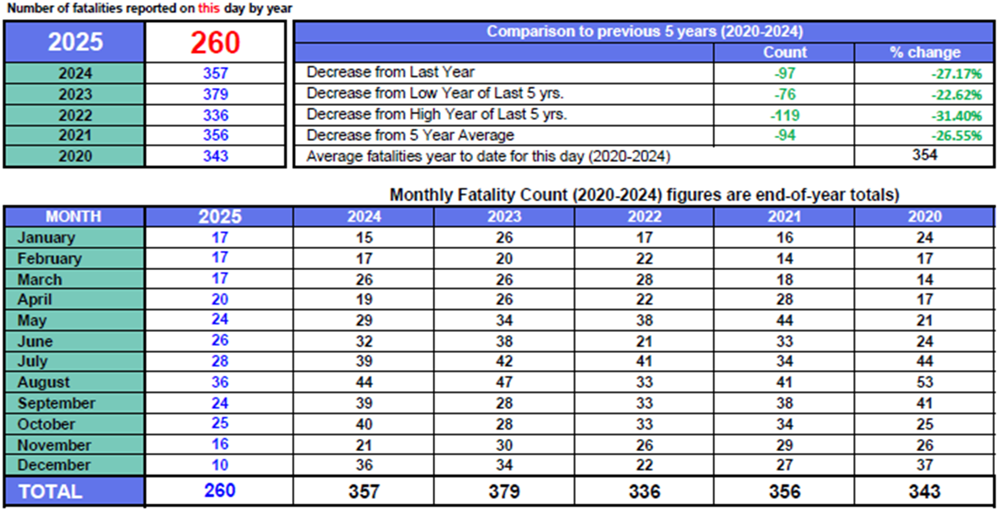 Number of fatalities reported on this day by year
2025 260
2024 357
2023 379
2022 336
2021 356
2020 343
Comparison to previous 5 years (2020-2024)
Count % change
Decrease from Last Year -97 -27.17%
Decrease from Low Year of Last 5 yrs. -76 -22.62%
Decrease from High Year of Last 5 yrs. -119 -31.40%
Decrease from 5 Year Average -94 -26.55%
Average fatalities year to date for this day (2020-2024) 354
Monthly Fatality Count (2020-2024) figures are end-of-year totals)
MONTH 2025 2024 2023 2022 2021 2020
January 17 15 26 17 16 24
February 17 17 20 22 14 17
March 17 26 26 28 18 14
April 20 19 26 22 28 17
May 24 29 34 38 44 21
June 26 32 38 21 33 24
July 28 39 42 41 34 44
August 36 44 47 33 41 53
September 24 39 28 33 38 41
October 25 40 28 33 34 25
November 16 21 30 26 29 26
December 10 36 34 22 27 37
TOTAL 260 357 379 336 356 343